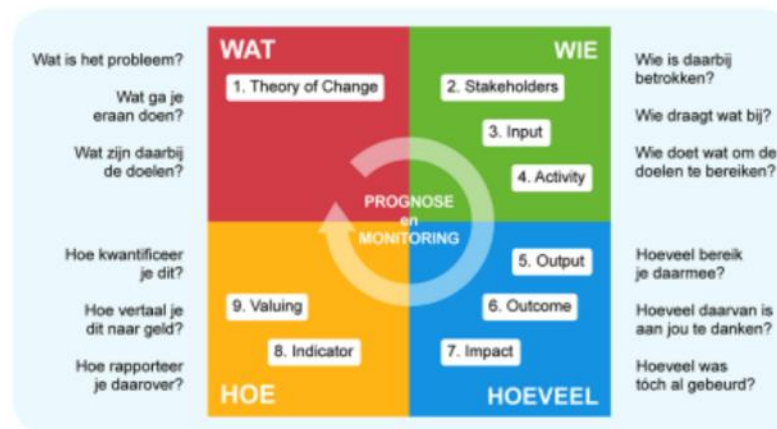 Wat is het probleem?
Wat ga je
eraan doen?
Wat zijn daarbij
de doelen?
WAT
1. Theory of Change
WIE
2. Stakeholders
3. Input
4. Activity
Wie is daarbij
betrokken?
Wie draagt wat bij?
Wie doet wat om de
doelen te bereiken?
PROGNOSE
en
MONITORING
Hoe kwantificeer
je dit?
Hoe vertaal je
dit naar geld?
Hoe rapporteer
je daarover?
9. Valuing
8. Indicator
HOE
5. Output
6. Outcome
7. Impact
HOEVEEL
Hoeveel bereik
je daarmee?
Hoeveel daarvan is
aan jou te danken?
Hoeveel was
tóch al gebeurd?